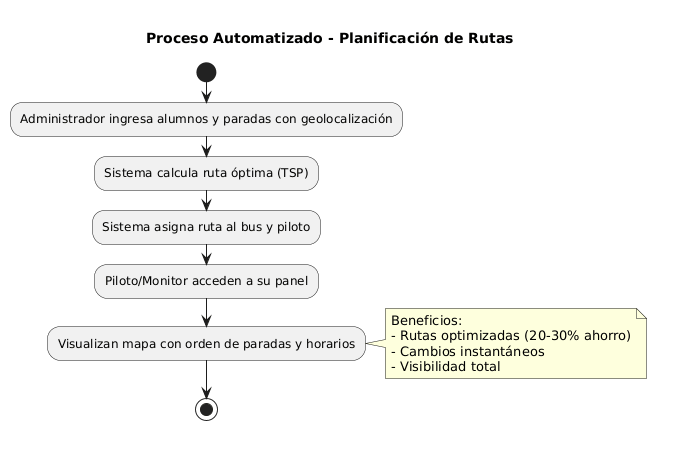 Proceso Automatizado - Planificación de Rutas
Administrador ingresa alumnos y paradas con geolocalización
Sistema calcula ruta óptima (TSP)
Sistema asigna ruta al bus y piloto
Piloto/Monitor acceden a su panel
Visualizan mapa con orden de paradas y horarios
Beneficios:
- Rutas optimizadas (20-30% ahorro)
- Cambios instantáneos
- Visibilidad total